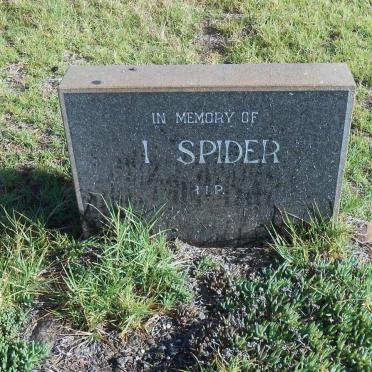 IN MEMORY OF
I SPIDER
R.I.P.